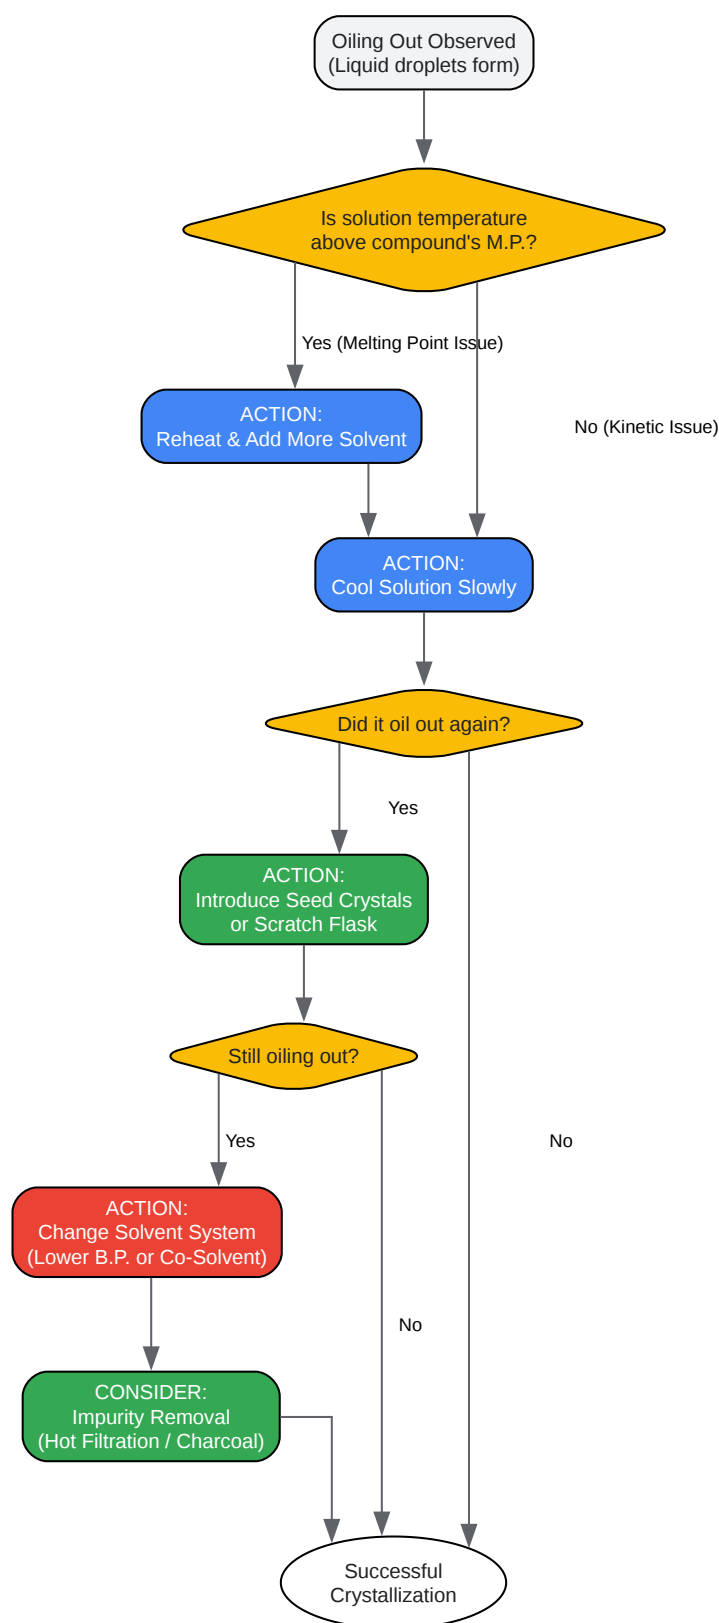 Oiling Out Observed
(Liquid droplets form)
Is solution temperature
above compound's M.P.?
Yes (Melting Point Issue)
ACTION:
Reheat & Add More Solvent
No (Kinetic Issue)
ACTION:
Cool Solution Slowly
Did it oil out again?
Yes
ACTION:
Introduce Seed Crystals
or Scratch Flask
Still oiling out?
Yes
No
ACTION:
Change Solvent System
(Lower B.P. or Co-Solvent)
No
CONSIDER:
Impurity Removal
(Hot Filtration / Charcoal)
Successful
Crystallization